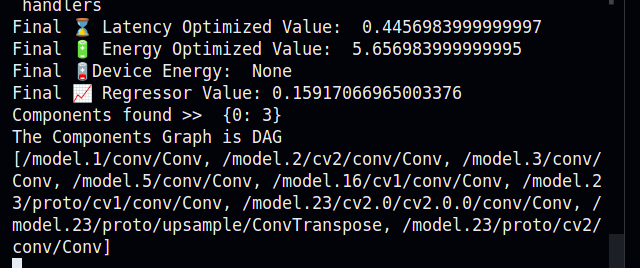 handlers
Final ⌛ Latency Optimized Value:  0.4456983999999997
Final 🔋 Energy Optimized Value:  5.656983999999995
Final 🪫Device Energy:  None
Final 📈 Regressor Value: 0.15917066965003376
Components found >>  {0: 3}
The Components Graph is DAG
[/model.1/conv/Conv, /model.2/cv2/conv/Conv, /model.3/conv/
Conv, /model.5/conv/Conv, /model.16/cv1/conv/Conv, /model.2
3/proto/cv1/conv/Conv, /model.23/cv2.0/cv2.0.0/conv/Conv, /
model.23/proto/upsample/ConvTranspose, /model.23/proto/cv2/
conv/Conv]